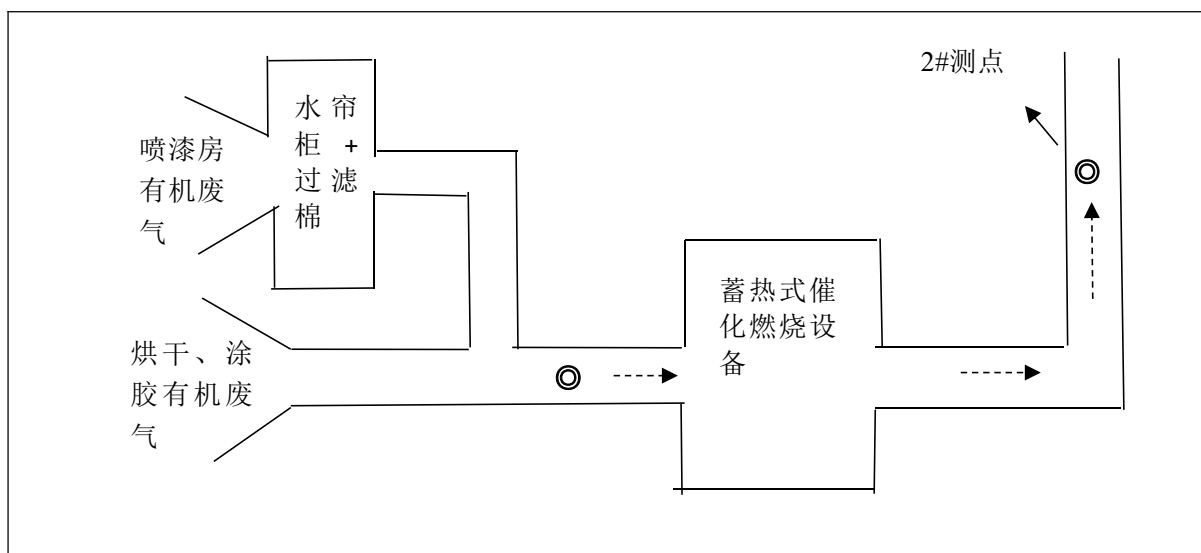 2#测点
水帘
柜+
过滤
棉
喷漆房
有机废
气
蓄热式催
化燃烧设
备
烘干、涂
胶有机废
气